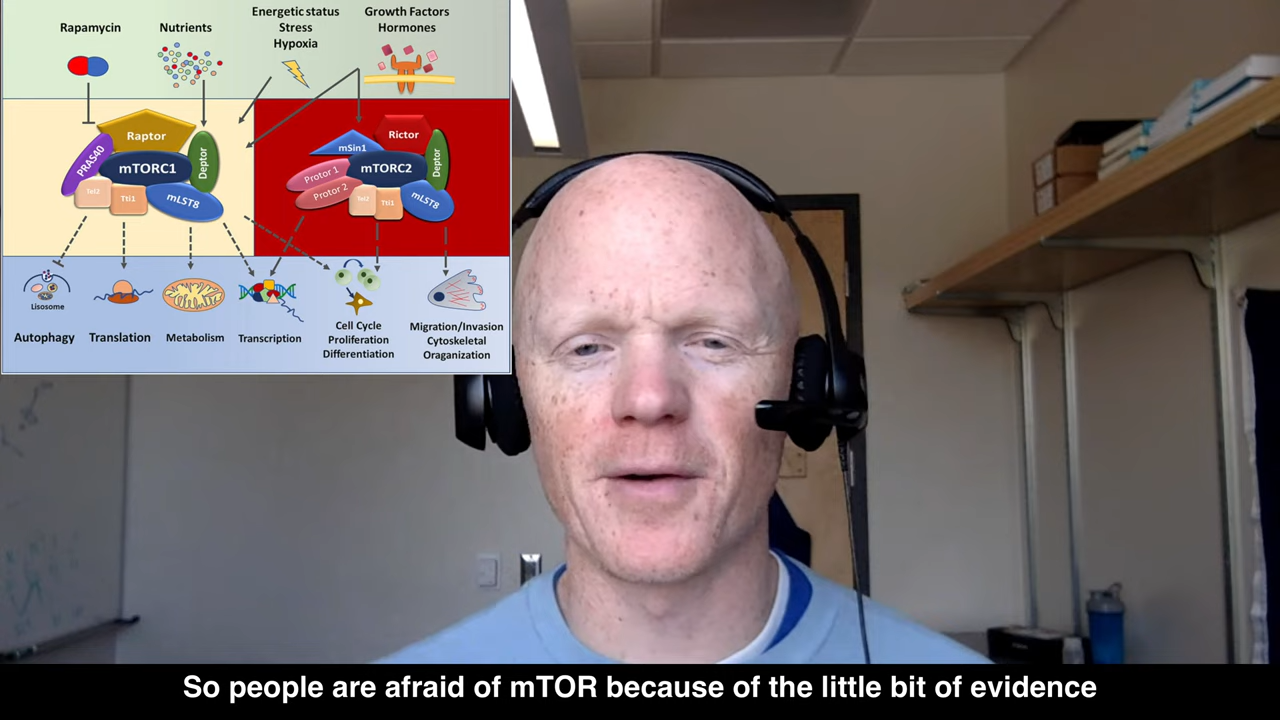 Rapamycin
Nutrients
Energetic status
Stress
Hypoxia
Growth Factors
Hormones
Raptor
PRAS40
mTORC1
Deptor
Tel2
Tti1
mLST8
Rictor
mSin1
mTORC2
Deptor
Protor 1
Protor 2
Tel2
Tti1
mLST8
Lisosome
Autophagy
Translation
Metabolism
Transcription
Cell Cycle
Proliferation
Differentiation
Migration/Invasion
Cytoskeletal
Oraganization
So people are afraid of mTOR because of the little bit of evidence